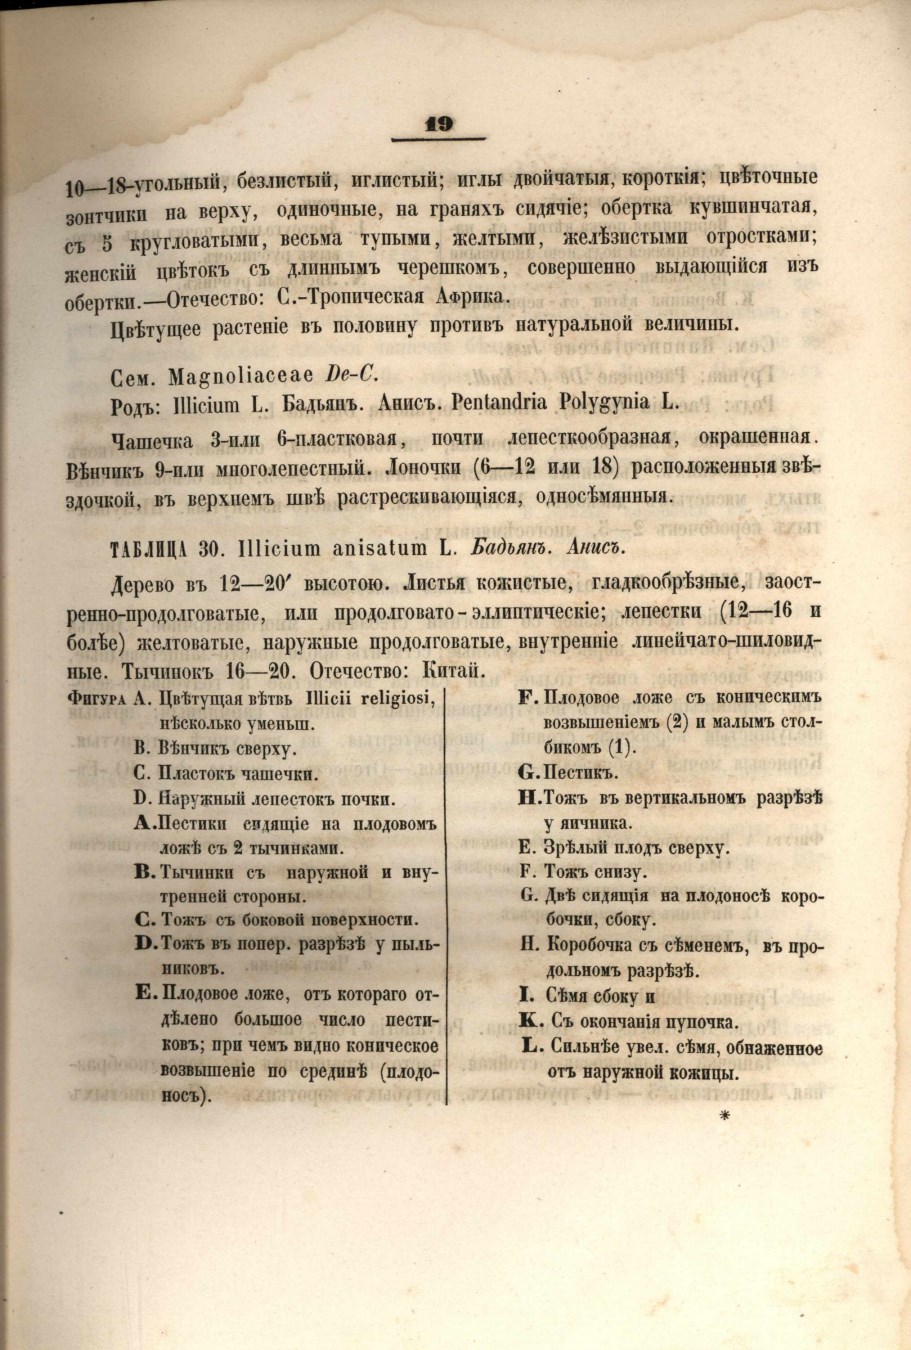 19
10—18-угольный, безлистый, иглистый; иглы двойчатыя, короткія; цвѣточные
зонтчики на верху, одиночные, на граняхъ сидячіе; обертка кувшинчатая,
съ 5 кругловатыми, весьма тупыми, желтыми, желѣзистыми отростками;
женскій цвѣтокъ съ длиннымъ черешкомъ, совершенно выдающійся изъ
обертки.—Отечество: С.-Тропическая Африка.
Цвѣтущее растеніе въ половину противъ натуральной величины.
Сем. Magnoliaceae De-C.
Родъ: Illicium L. Бадьянъ. Анисъ. Pentandria Polygynia L.
Чашечка 3-или 6-пластковая, почти лепесткообразная, окрашенная.
Вѣнчикъ 9-или многолепестный. Лоночки (6—12 или 18) расположенныя звѣ-
здочкой, въ верхнемъ швѣ растрескивающіяся, односѣмянныя.
ТАБЛИЦА 30. Illicium anisatum L. Бадьянъ. Анисъ.
Дерево въ 12—20′ высотою. Листья кожистые, гладкообрѣзные, заост-
ренно-продолговатые, или продолговато-эллиптическіе; лепестки (12—16 и
болѣе) желтоватые, наружные продолговатые, внутренніе линейчато-шиловид-
ные. Тычинокъ 16—20. Отечество: Китай.
Фигура A. Цвѣтущая вѣтвь Illicii religiosi,
нѣсколько уменьш.
B. Вѣнчикъ сверху.
C. Пластокъ чашечки.
D. Наружный лепестокъ почки.
A. Пестики сидящіе на плодовомъ
ложѣ съ 2 тычинками.
B. Тычинки съ наружной и вну-
тренней стороны.
C. Тожъ съ боковой поверхности.
D. Тожъ въ попер. разрѣзѣ у пыль-
никовъ.
E. Плодовое ложе, отъ котораго от-
дѣлено большое число пести-
ковъ; при чемъ видно коническое
возвышеніе по срединѣ (плодо-
носъ).
F. Плодовое ложе съ коническимъ
возвышеніемъ (2) и малымъ стол-
бикомъ (1).
G. Пестикъ.
H. Тожъ въ вертикальномъ разрѣзѣ
у яичника.
E. Зрѣлый плодъ сверху.
F. Тожъ снизу.
G. Двѣ сидящія на плодоносѣ коро-
бочки, сбоку.
H. Коробочка съ сѣменемъ, въ про-
дольномъ разрѣзѣ.
I. Сѣмя сбоку и
K. Съ окончанія пупочка.
L. Сильнѣе увел. сѣмя, обнаженное
отъ наружной кожицы.
*